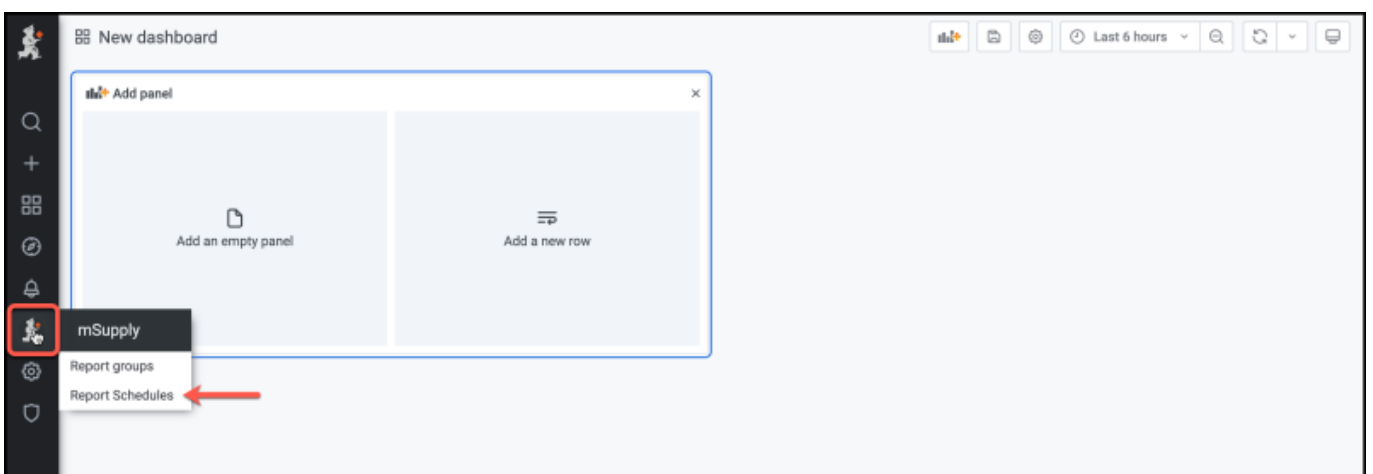 New dashboard
Last 6 hours
Add panel
Add an empty panel
Add a new row
mSupply
Report groups
Report Schedules